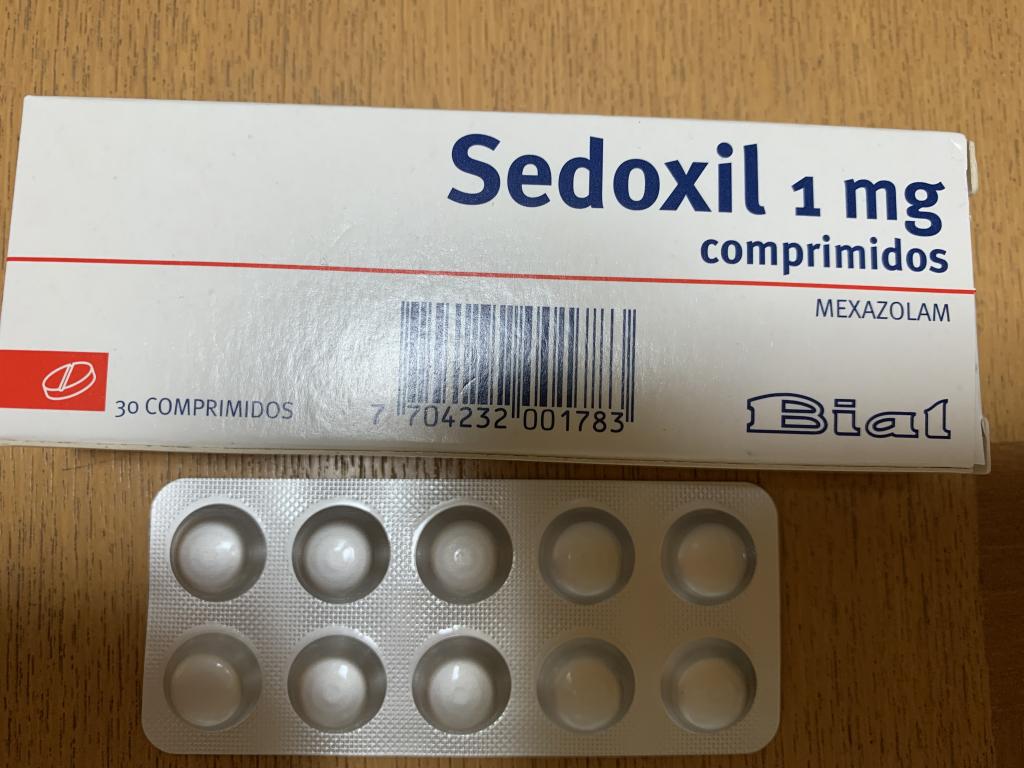 Sedoxil 1 mg
comprimidos
MEXAZOLAM
30 COMPRIMIDOS
7 704232 001783
Bial